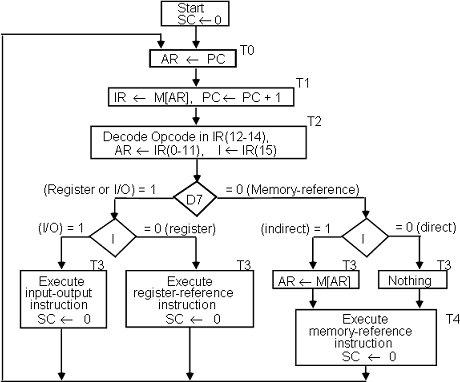 Start
SC ← 0
T0
AR ← PC
T1
IR ← M[AR], PC ← PC + 1
T2
Decode Opcode in IR(12-14),
AR ← IR(0-11), I ← IR(15)
(Register or I/O) = 1
D7
= 0 (Memory-reference)
(I/O) = 1
I
= 0 (register)
(indirect) = 1
I
= 0 (direct)
T3
Execute
input-output
instruction
SC ← 0
T3
Execute
register-reference
instruction
SC ← 0
T3
AR ← M[AR]
T3
Nothing
Execute
memory-reference
instruction
SC ← 0
T4